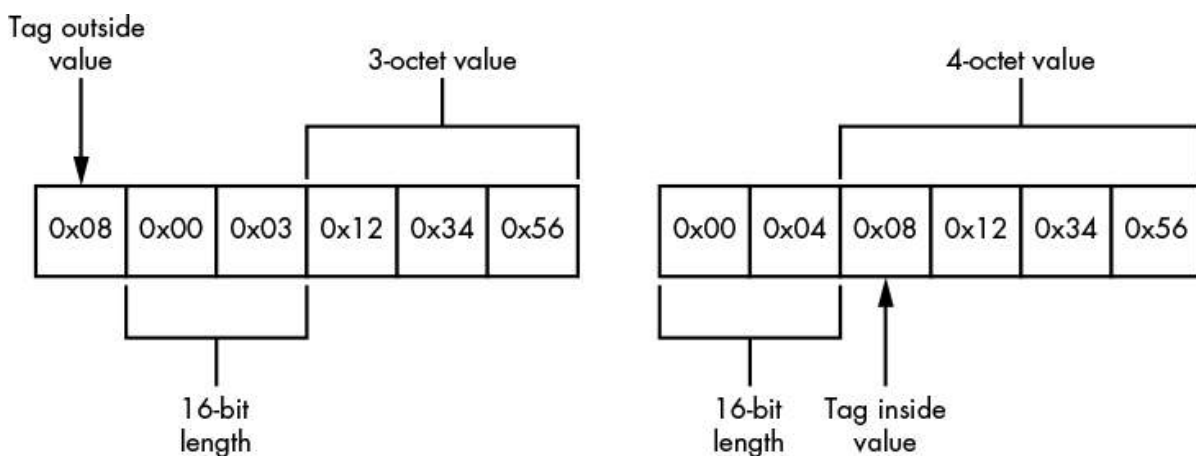 Tag outside
value
3-octet value
4-octet value
0x08 0x00 0x03 0x12 0x34 0x56
0x00 0x04 0x08 0x12 0x34 0x56
16-bit
length
16-bit
length
Tag inside
value